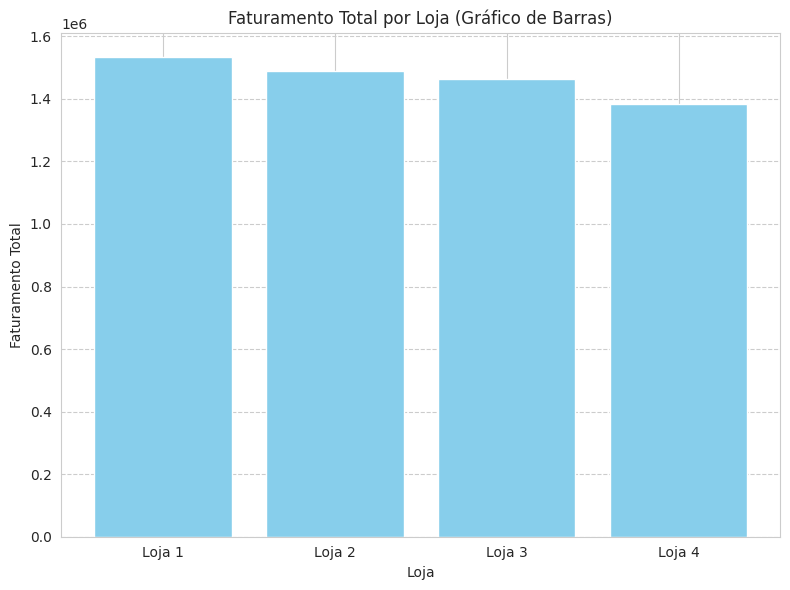 Faturamento Total por Loja (Gráfico de Barras)
1e6
1.6
1.4
1.2
1.0
0.8
0.6
0.4
0.2
0.0
Faturamento Total
Loja 1 Loja 2 Loja 3 Loja 4
Loja